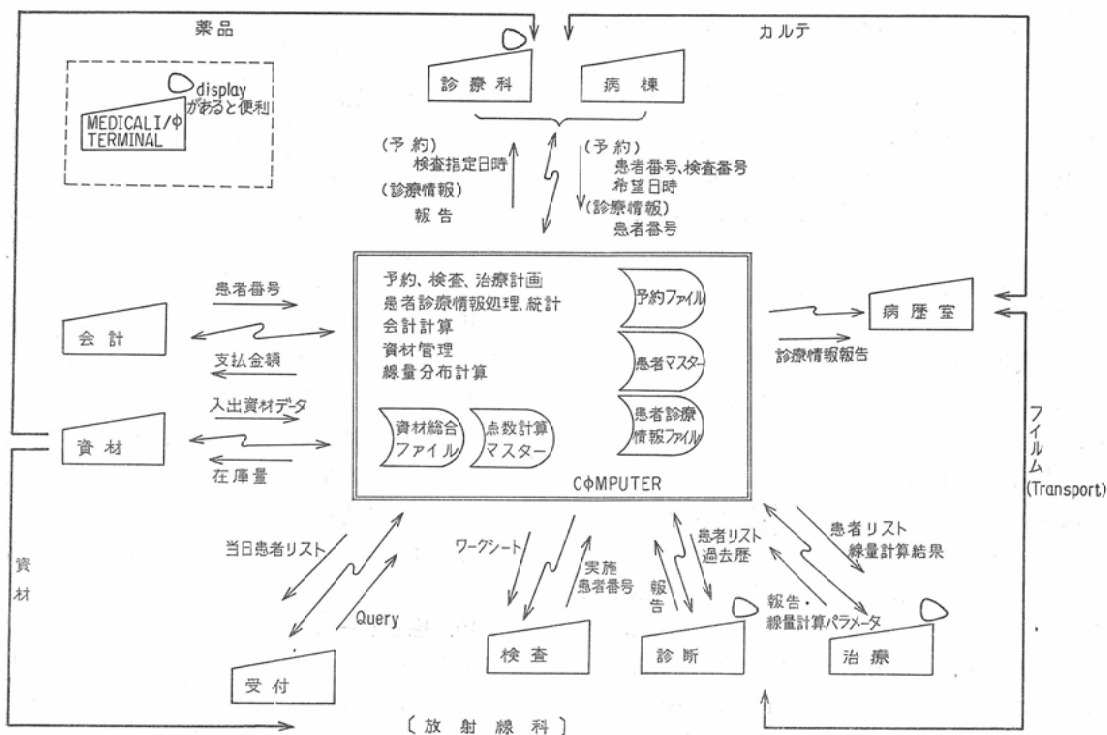 薬品
カルテ
display
があると便利
MEDICAL I/Φ
TERMINAL
診療科
病棟
(予約)
検査指定日時
(診療情報)
報告
(予約)
患者番号、検査番号
希望日時
(診療情報)
患者番号
予約、検査、治療計画
患者診療情報処理、統計
会計計算
資材管理
線量分布計算
予約ファイル
患者マスター
患者診療
情報ファイル
資材総合
ファイル
点数計算
マスター
CΦMPUTER
会計
患者番号
支払金額
資材
入出資材データ
在庫量
病歴室
診療情報報告
フイルム
(Transport)
資材
当日患者リスト
Query
受付
ワークシート
実施
患者番号
検査
報告
患者リスト
過去歴
診断
患者リスト
線量計算結果
報告・
線量計算パラメータ
治療
〔放射線科〕